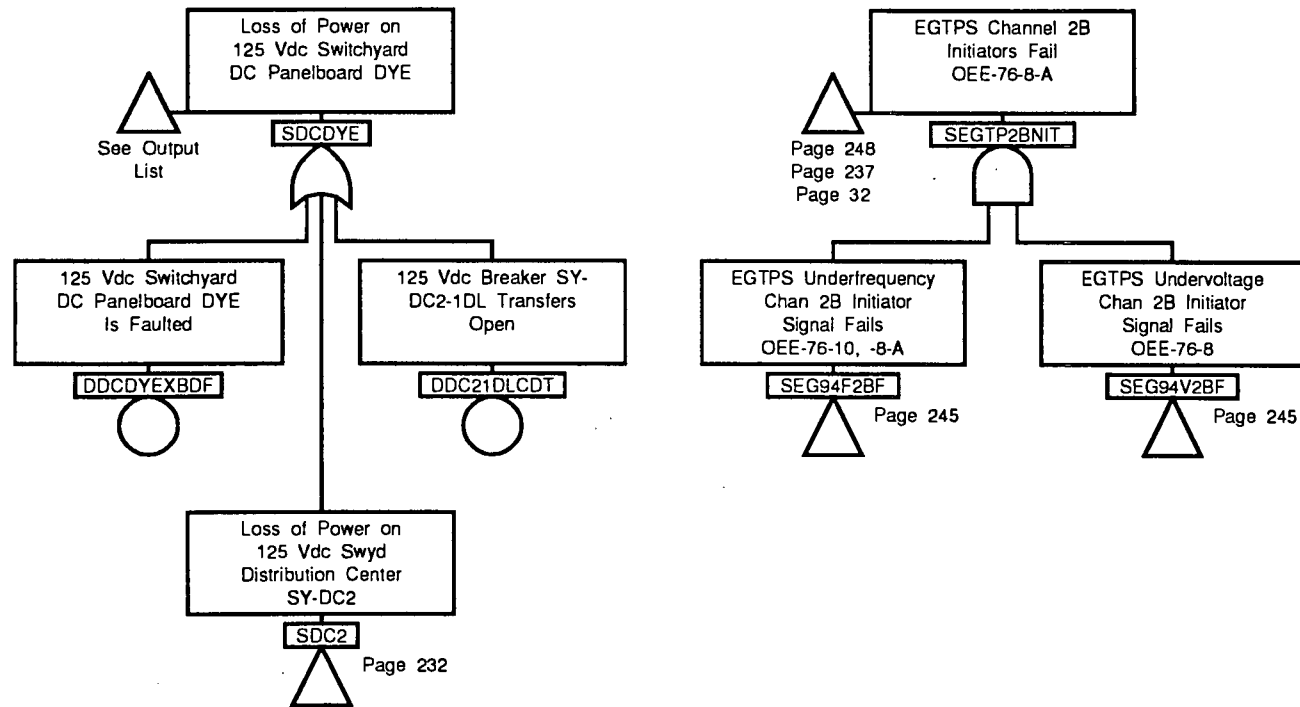 Loss of Power on
125 Vdc Switchyard
DC Panelboard DYE
See Output
List
SDCDYE
125 Vdc Switchyard
DC Panelboard DYE
Is Faulted
DDCDYEXBDF
125 Vdc Breaker SY-
DC2-1DL Transfers
Open
DDC21DLCDT
Loss of Power on
125 Vdc Swyd
Distribution Center
SY-DC2
SDC2
Page 232
EGTPS Channel 2B
Initiators Fail
OEE-76-8-A
Page 248
Page 237
Page 32
SEGTP2BNIT
EGTPS Underfrequency
Chan 2B Initiator
Signal Fails
OEE-76-10, -8-A
SEG94F2BF
Page 245
EGTPS Undervoltage
Chan 2B Initiator
Signal Fails
OEE-76-8
SEG94V2BF
Page 245